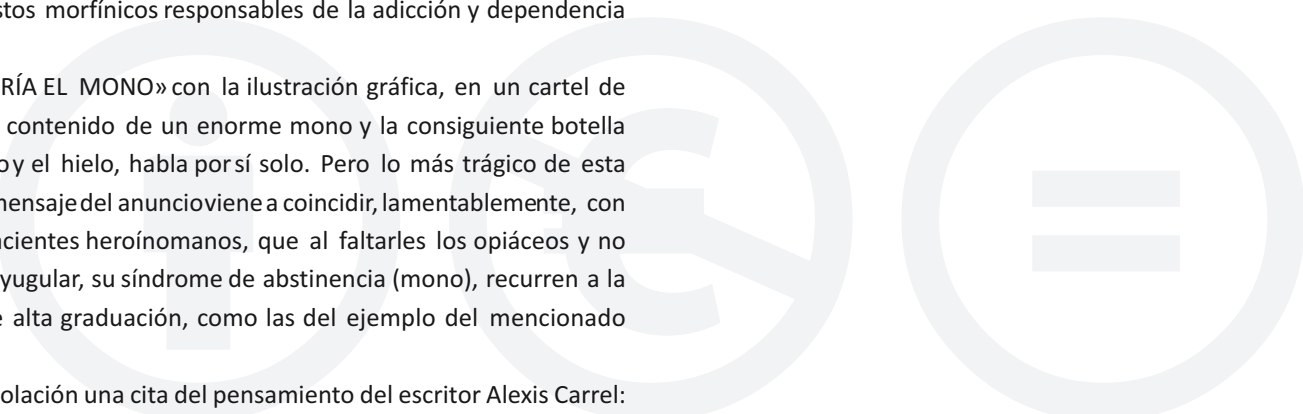 stos morfínicos responsables de la adicción y dependencia
RÍA EL MONO» con la ilustración gráfica, en un cartel de
contenido de un enorme mono y la consiguiente botella
o y el hielo, habla por sí solo. Pero lo más trágico de esta
mensaje del anuncio viene a coincidir, lamentablemente, con
cientes heroínomanos, que al faltarles los opiáceos y no
yugular, su síndrome de abstinencia (mono), recurren a la
e alta graduación, como las del ejemplo del mencionado
olación una cita del pensamiento del escritor Alexis Carrel: